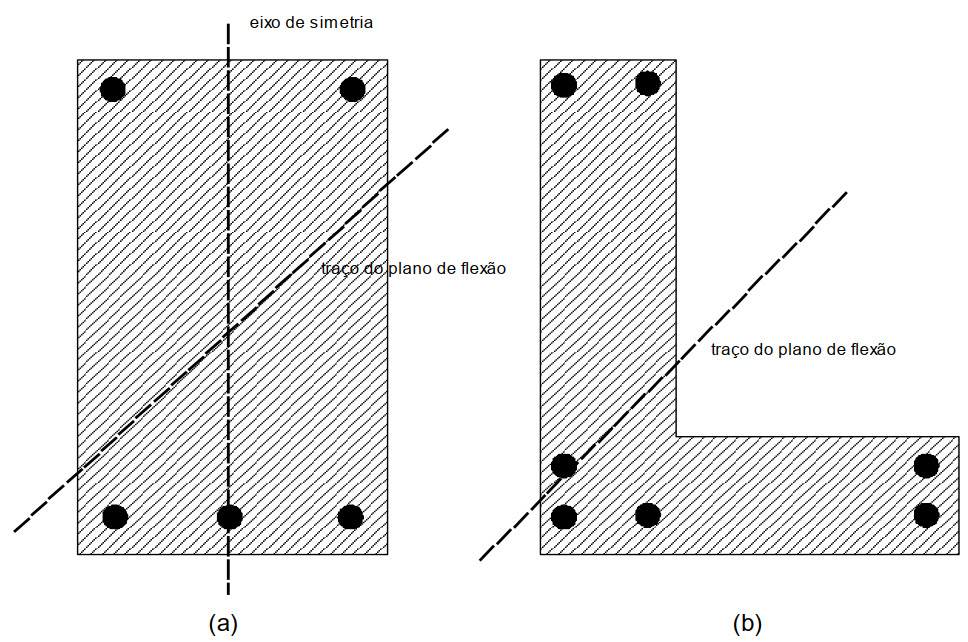 eixo de simetria
traço do plano de flexão
traço do plano de flexão
(a)
(b)